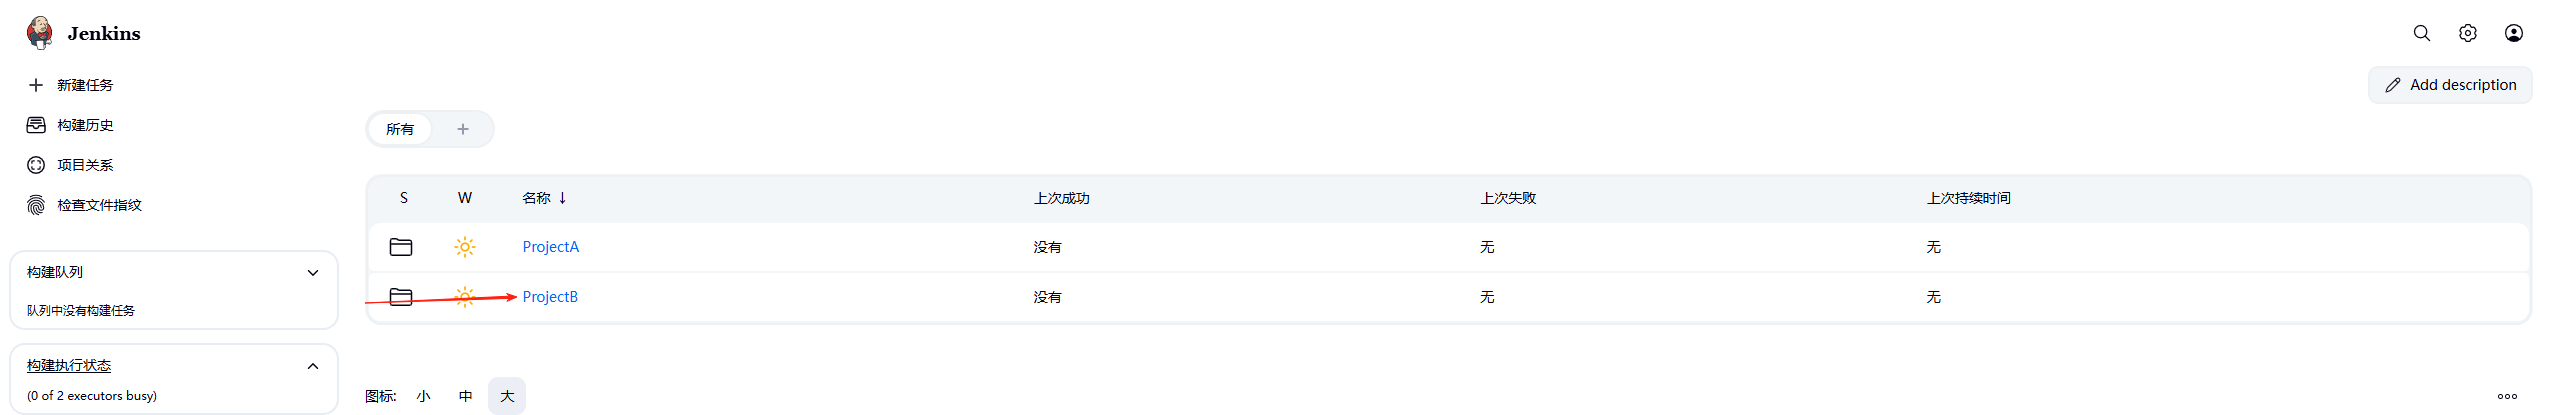 Jenkins
新建任务
Add description
构建历史
所有
项目关系
检查文件指纹
S W 名称 ↓ 上次成功 上次失败 上次持续时间
ProjectA 没有 无 无
ProjectB 没有 无 无
构建队列
队列中没有构建任务
构建执行状态
(0 of 2 executors busy)
图标: 小 中 大